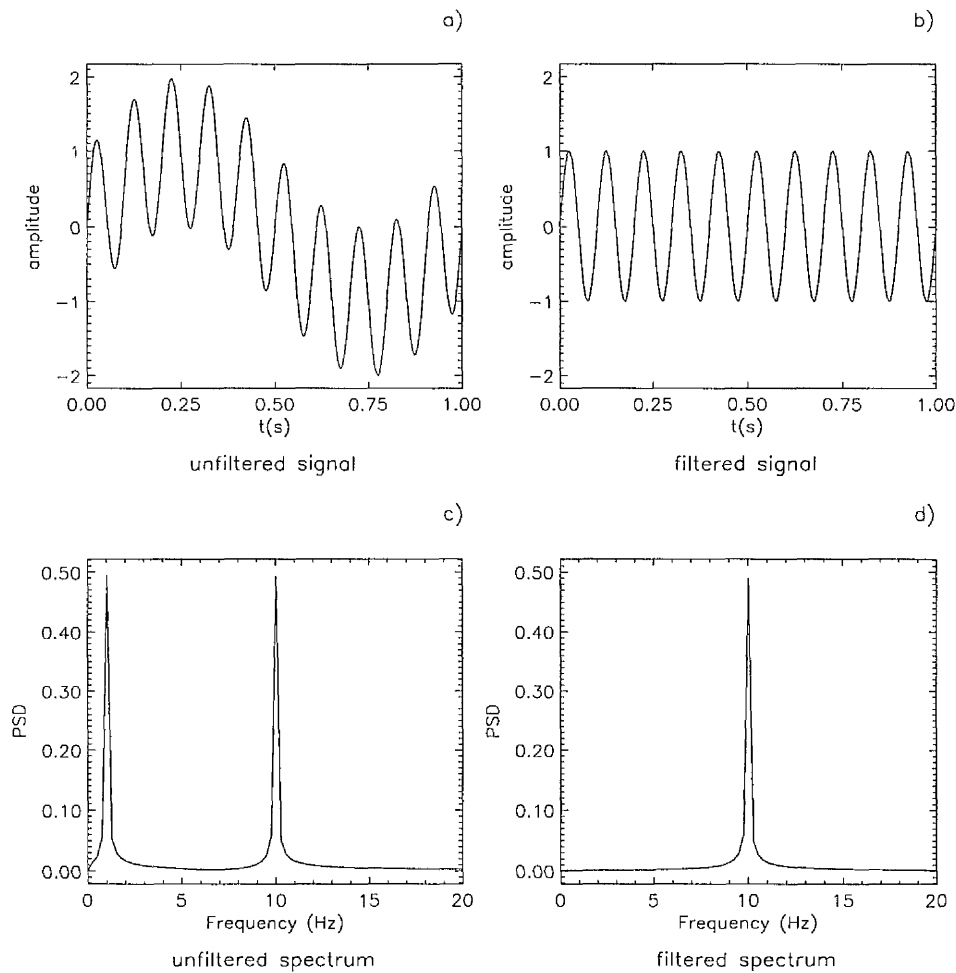 a)
2
1
0
−1
−2
amplitude
0.00 0.25 0.50 0.75 1.00
t(s)
unfiltered signal
b)
2
1
0
−1
−2
amplitude
0.00 0.25 0.50 0.75 1.00
t(s)
filtered signal
c)
0.50
0.40
0.30
0.20
0.10
0.00
PSD
0 5 10 15 20
Frequency (Hz)
unfiltered spectrum
d)
0.50
0.40
0.30
0.20
0.10
0.00
PSD
0 5 10 15 20
Frequency (Hz)
filtered spectrum